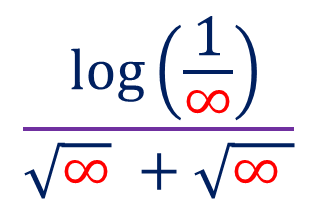 log(1/∞)
√∞ + √∞